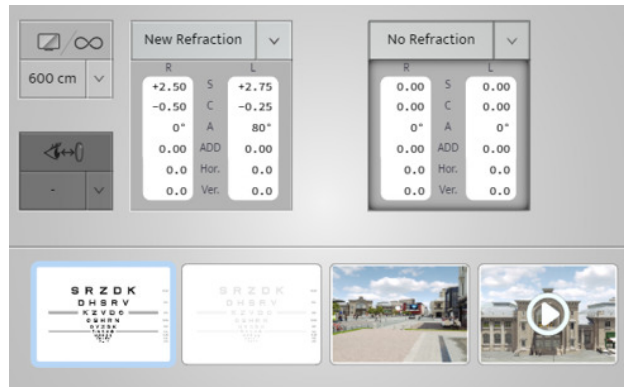 ∞
600 cm
-
New Refraction
R L
+2.50 S +2.75
-0.50 C -0.25
0° A 80°
0.00 ADD 0.00
0.0 Hor. 0.0
0.0 Ver. 0.0
No Refraction
R L
0.00 S 0.00
0.00 C 0.00
0° A 0°
0.00 ADD 0.00
0.0 Hor. 0.0
0.0 Ver. 0.0
SRZDK
DHSRV
KZVDC
SRZDK
DHSRV